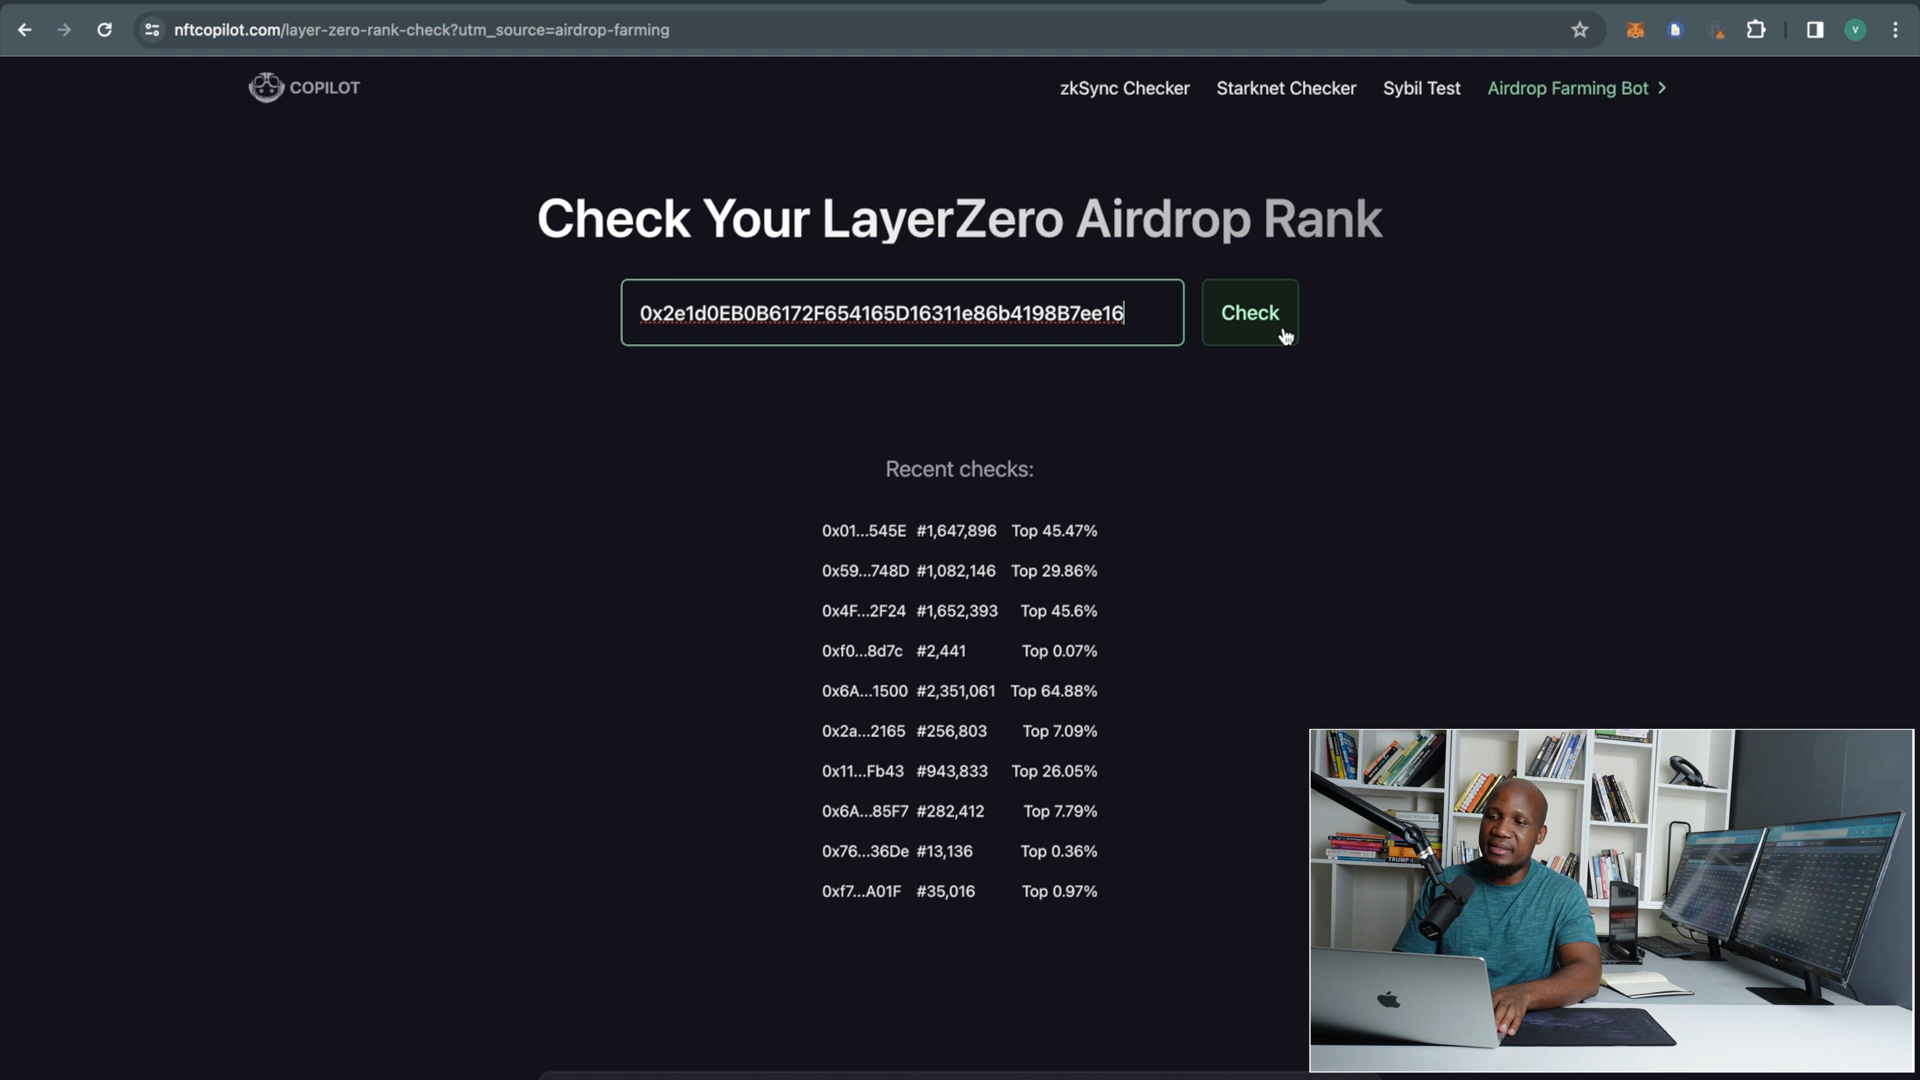 nftcopilot.com/layer-zero-rank-check?utm_source=airdrop-farming
V
COPILOT
zkSync Checker
Starknet Checker
Sybil Test
Airdrop Farming Bot
Check Your LayerZero Airdrop Rank
0x2e1d0EB0B6172F654165D16311e86b4198B7ee16
Check
Recent checks:
0x01...545E #1,647,896 Top 45.47%
0x59...748D #1,082,146 Top 29.86%
0x4F...2F24 #1,652,393 Top 45.6%
0xf0...8d7c #2,441 Top 0.07%
0x6A...1500 #2,351,061 Top 64.88%
0x2a...2165 #256,803 Top 7.09%
0x11...Fb43 #943,833 Top 26.05%
0x6A...85F7 #282,412 Top 7.79%
0x76...36De #13,136 Top 0.36%
0xf7...A01F #35,016 Top 0.97%
TRUMP